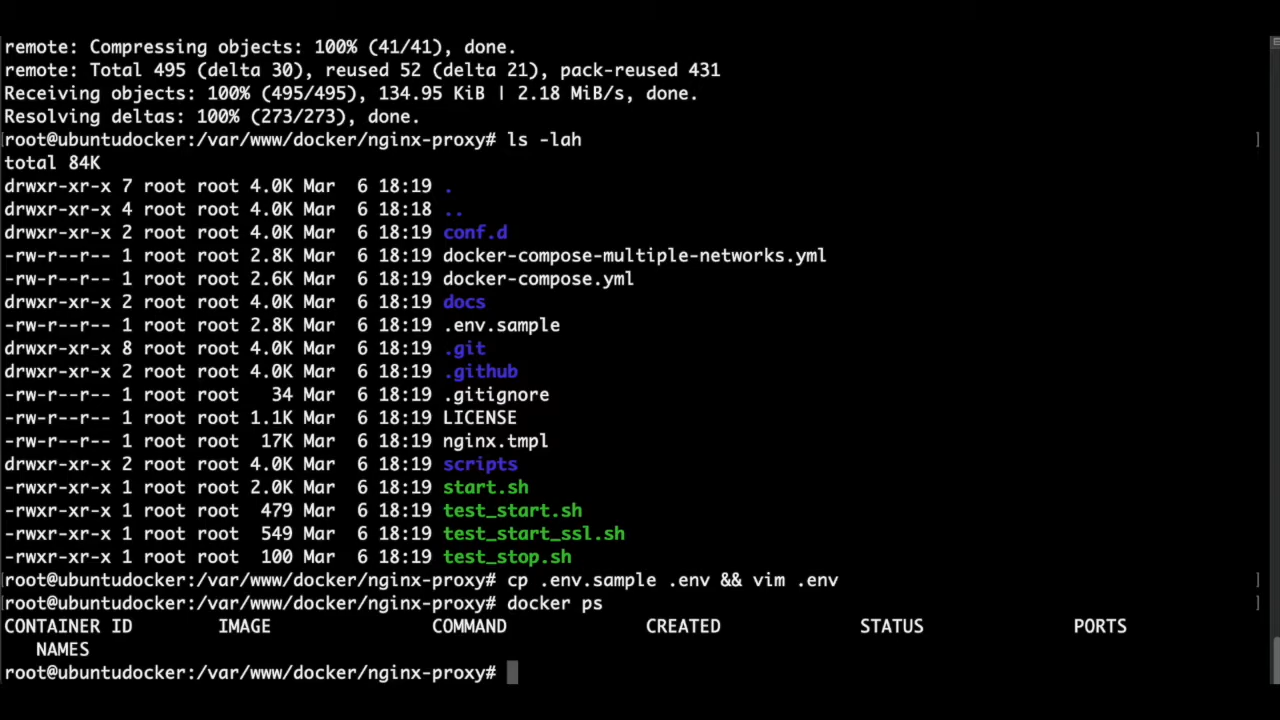 remote: Compressing objects: 100% (41/41), done.
remote: Total 495 (delta 30), reused 52 (delta 21), pack-reused 431
Receiving objects: 100% (495/495), 134.95 KiB | 2.18 MiB/s, done.
Resolving deltas: 100% (273/273), done.
[root@ubuntudocker:/var/www/docker/nginx-proxy# ls -lah ]
total 84K
drwxr-xr-x 7 root root 4.0K Mar  6 18:19 .
drwxr-xr-x 4 root root 4.0K Mar  6 18:18 ..
drwxr-xr-x 2 root root 4.0K Mar  6 18:19 conf.d
-rw-r--r-- 1 root root 2.8K Mar  6 18:19 docker-compose-multiple-networks.yml
-rw-r--r-- 1 root root 2.6K Mar  6 18:19 docker-compose.yml
drwxr-xr-x 2 root root 4.0K Mar  6 18:19 docs
-rw-r--r-- 1 root root 2.8K Mar  6 18:19 .env.sample
drwxr-xr-x 8 root root 4.0K Mar  6 18:19 .git
drwxr-xr-x 2 root root 4.0K Mar  6 18:19 .github
-rw-r--r-- 1 root root   34 Mar  6 18:19 .gitignore
-rw-r--r-- 1 root root 1.1K Mar  6 18:19 LICENSE
-rw-r--r-- 1 root root  17K Mar  6 18:19 nginx.tmpl
drwxr-xr-x 2 root root 4.0K Mar  6 18:19 scripts
-rwxr-xr-x 1 root root 2.0K Mar  6 18:19 start.sh
-rwxr-xr-x 1 root root  479 Mar  6 18:19 test_start.sh
-rwxr-xr-x 1 root root  549 Mar  6 18:19 test_start_ssl.sh
-rwxr-xr-x 1 root root  100 Mar  6 18:19 test_stop.sh
[root@ubuntudocker:/var/www/docker/nginx-proxy# cp .env.sample .env && vim .env ]
[root@ubuntudocker:/var/www/docker/nginx-proxy# docker ps ]
CONTAINER ID        IMAGE               COMMAND             CREATED             STATUS              PORTS
   NAMES
root@ubuntudocker:/var/www/docker/nginx-proxy#